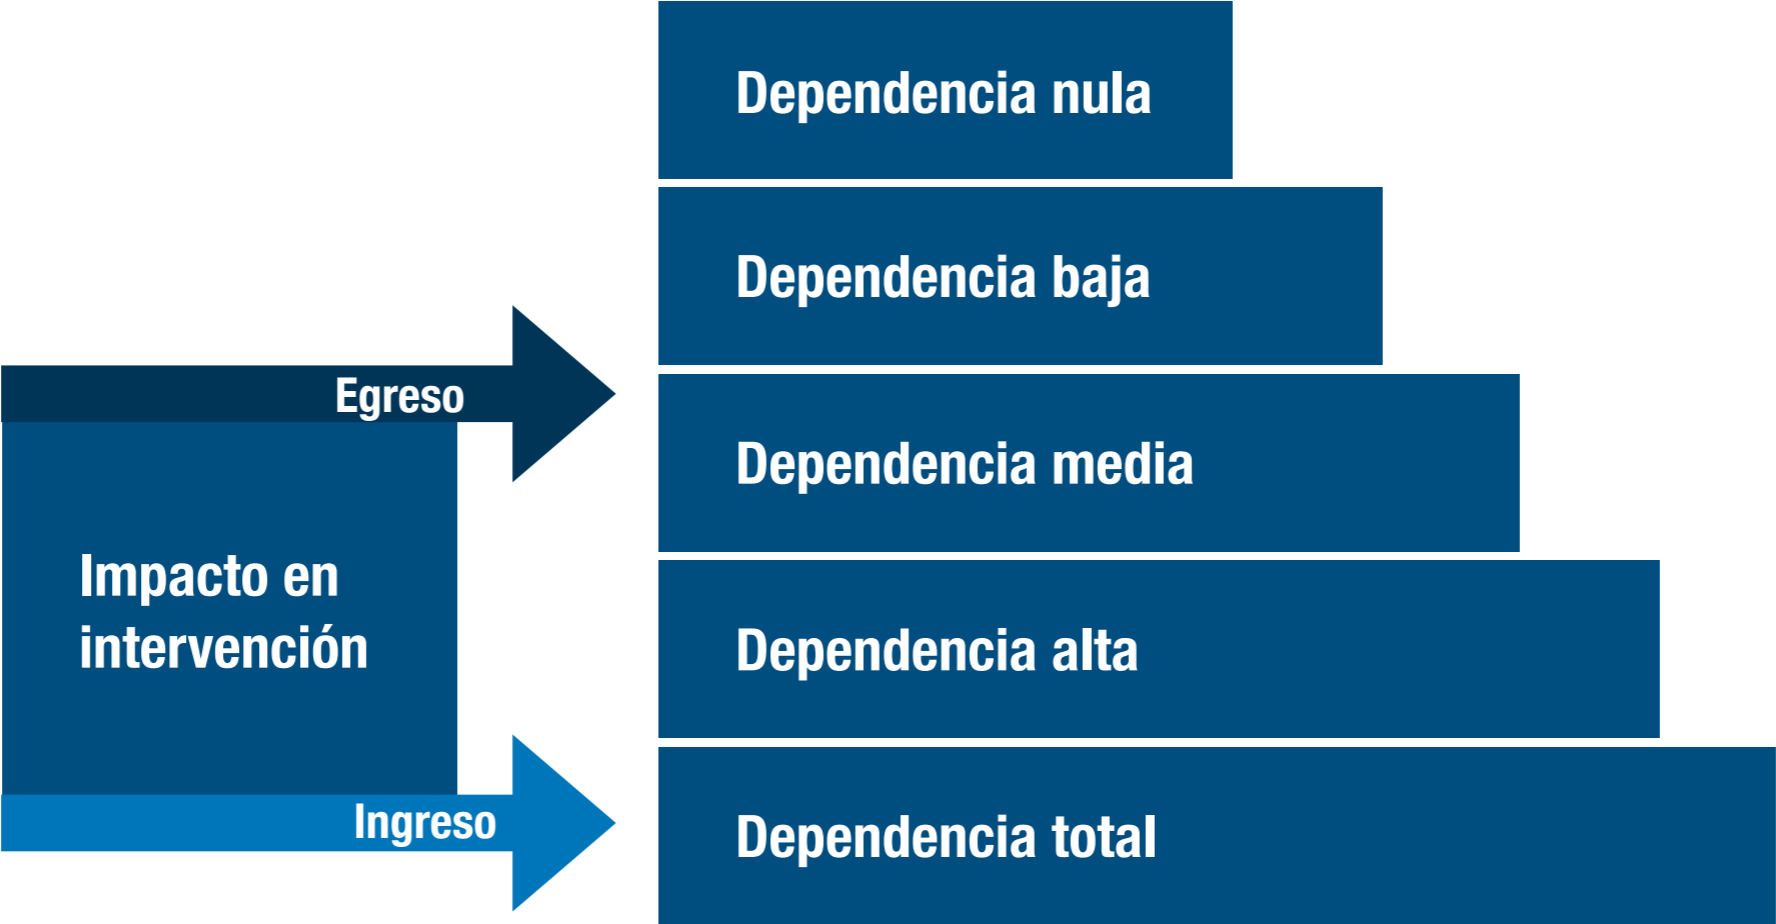 Dependencia nula
Dependencia baja
Egreso
Dependencia media
Impacto en
intervención
Dependencia alta
Ingreso
Dependencia total